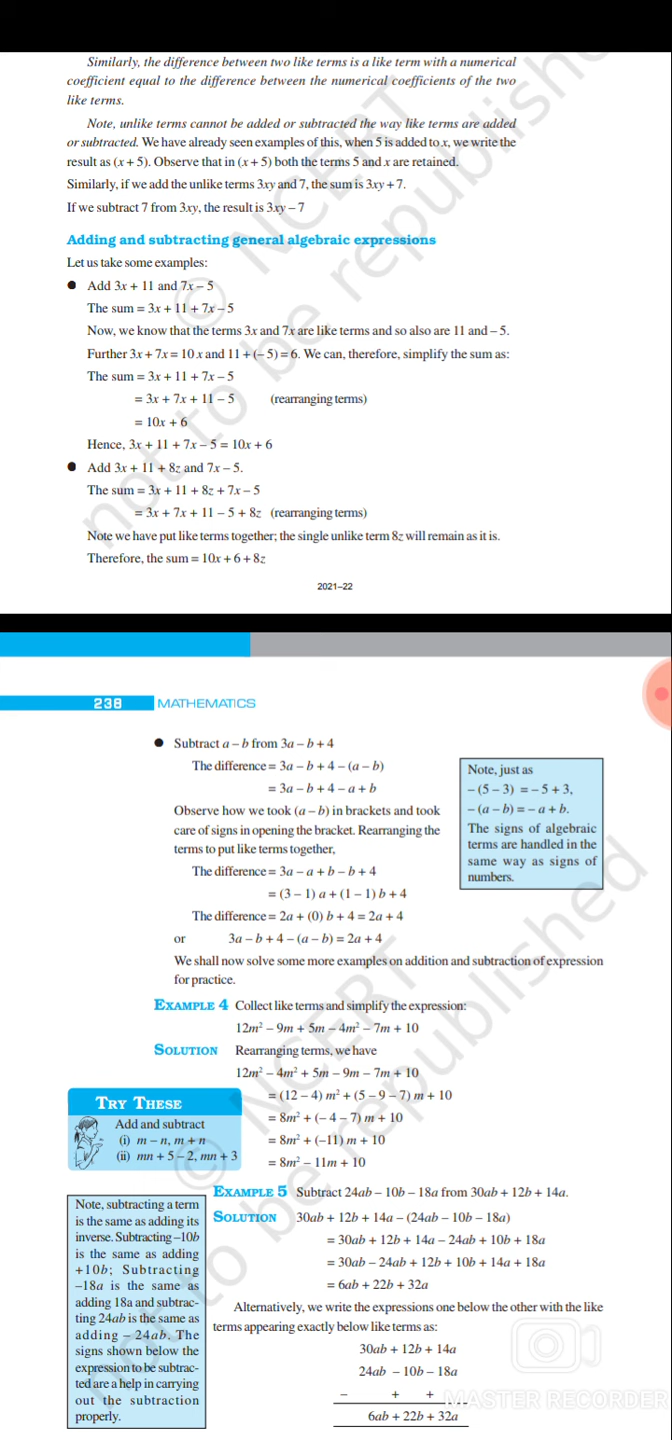 Similarly, the difference between two like terms is a like term with a numerical
coefficient equal to the difference between the numerical coefficients of the two
like terms.
Note, unlike terms cannot be added or subtracted the way like terms are added
or subtracted. We have already seen examples of this, when 5 is added to x, we write the
result as (x + 5). Observe that in (x + 5) both the terms 5 and x are retained.
Similarly, if we add the unlike terms 3xy and 7, the sum is 3xy + 7.
If we subtract 7 from 3xy, the result is 3xy – 7
Adding and subtracting general algebraic expressions
Let us take some examples:
● Add 3x + 11 and 7x – 5
The sum = 3x + 11 + 7x – 5
Now, we know that the terms 3x and 7x are like terms and so also are 11 and – 5.
Further 3x + 7x = 10 x and 11 + (– 5) = 6. We can, therefore, simplify the sum as:
The sum = 3x + 11 + 7x – 5
= 3x + 7x + 11 – 5 (rearranging terms)
= 10x + 6
Hence, 3x + 11 + 7x – 5 = 10x + 6
● Add 3x + 11 + 8z and 7x – 5.
The sum = 3x + 11 + 8z + 7x – 5
= 3x + 7x + 11 – 5 + 8z (rearranging terms)
Note we have put like terms together; the single unlike term 8z will remain as it is.
Therefore, the sum = 10x + 6 + 8z
2021–22
238 MATHEMATICS
● Subtract a – b from 3a – b + 4
The difference = 3a – b + 4 – (a – b)
= 3a – b + 4 – a + b
Observe how we took (a – b) in brackets and took
care of signs in opening the bracket. Rearranging the
terms to put like terms together,
The difference = 3a – a + b – b + 4
= (3 – 1) a + (1 – 1) b + 4
The difference = 2a + (0) b + 4 = 2a + 4
or 3a – b + 4 – (a – b) = 2a + 4
Note, just as
– (5 – 3) = – 5 + 3,
– (a – b) = – a + b.
The signs of algebraic
terms are handled in the
same way as signs of
numbers.
We shall now solve some more examples on addition and subtraction of expression
for practice.
EXAMPLE 4 Collect like terms and simplify the expression:
12m² – 9m + 5m – 4m² – 7m + 10
SOLUTION Rearranging terms, we have
12m² – 4m² + 5m – 9m – 7m + 10
= (12 – 4) m² + (5 – 9 – 7) m + 10
= 8m² + (– 4 – 7) m + 10
= 8m² + (–11) m + 10
= 8m² – 11m + 10
TRY THESE
Add and subtract
(i) m – n, m + n
(ii) mn + 5 – 2, mn + 3
EXAMPLE 5 Subtract 24ab – 10b – 18a from 30ab + 12b + 14a.
SOLUTION 30ab + 12b + 14a – (24ab – 10b – 18a)
= 30ab + 12b + 14a – 24ab + 10b + 18a
= 30ab – 24ab + 12b + 10b + 14a + 18a
= 6ab + 22b + 32a
Note, subtracting a term
is the same as adding its
inverse. Subtracting –10b
is the same as adding
+10b; Subtracting
–18a is the same as
adding 18a and subtrac-
ting 24ab is the same as
adding – 24ab. The
signs shown below the
expression to be subtrac-
ted are a help in carrying
out the subtraction
properly.
Alternatively, we write the expressions one below the other with the like
terms appearing exactly below like terms as:
30ab + 12b + 14a
24ab – 10b – 18a
– + +
6ab + 22b + 32a
© NCERT
not to be republished
© NCERT
not to be republished
MASTER RECORDER